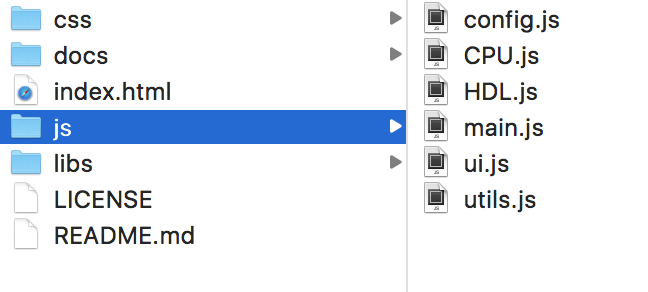 css
docs
index.html
js
libs
LICENSE
README.md
config.js
CPU.js
HDL.js
main.js
ui.js
utils.js